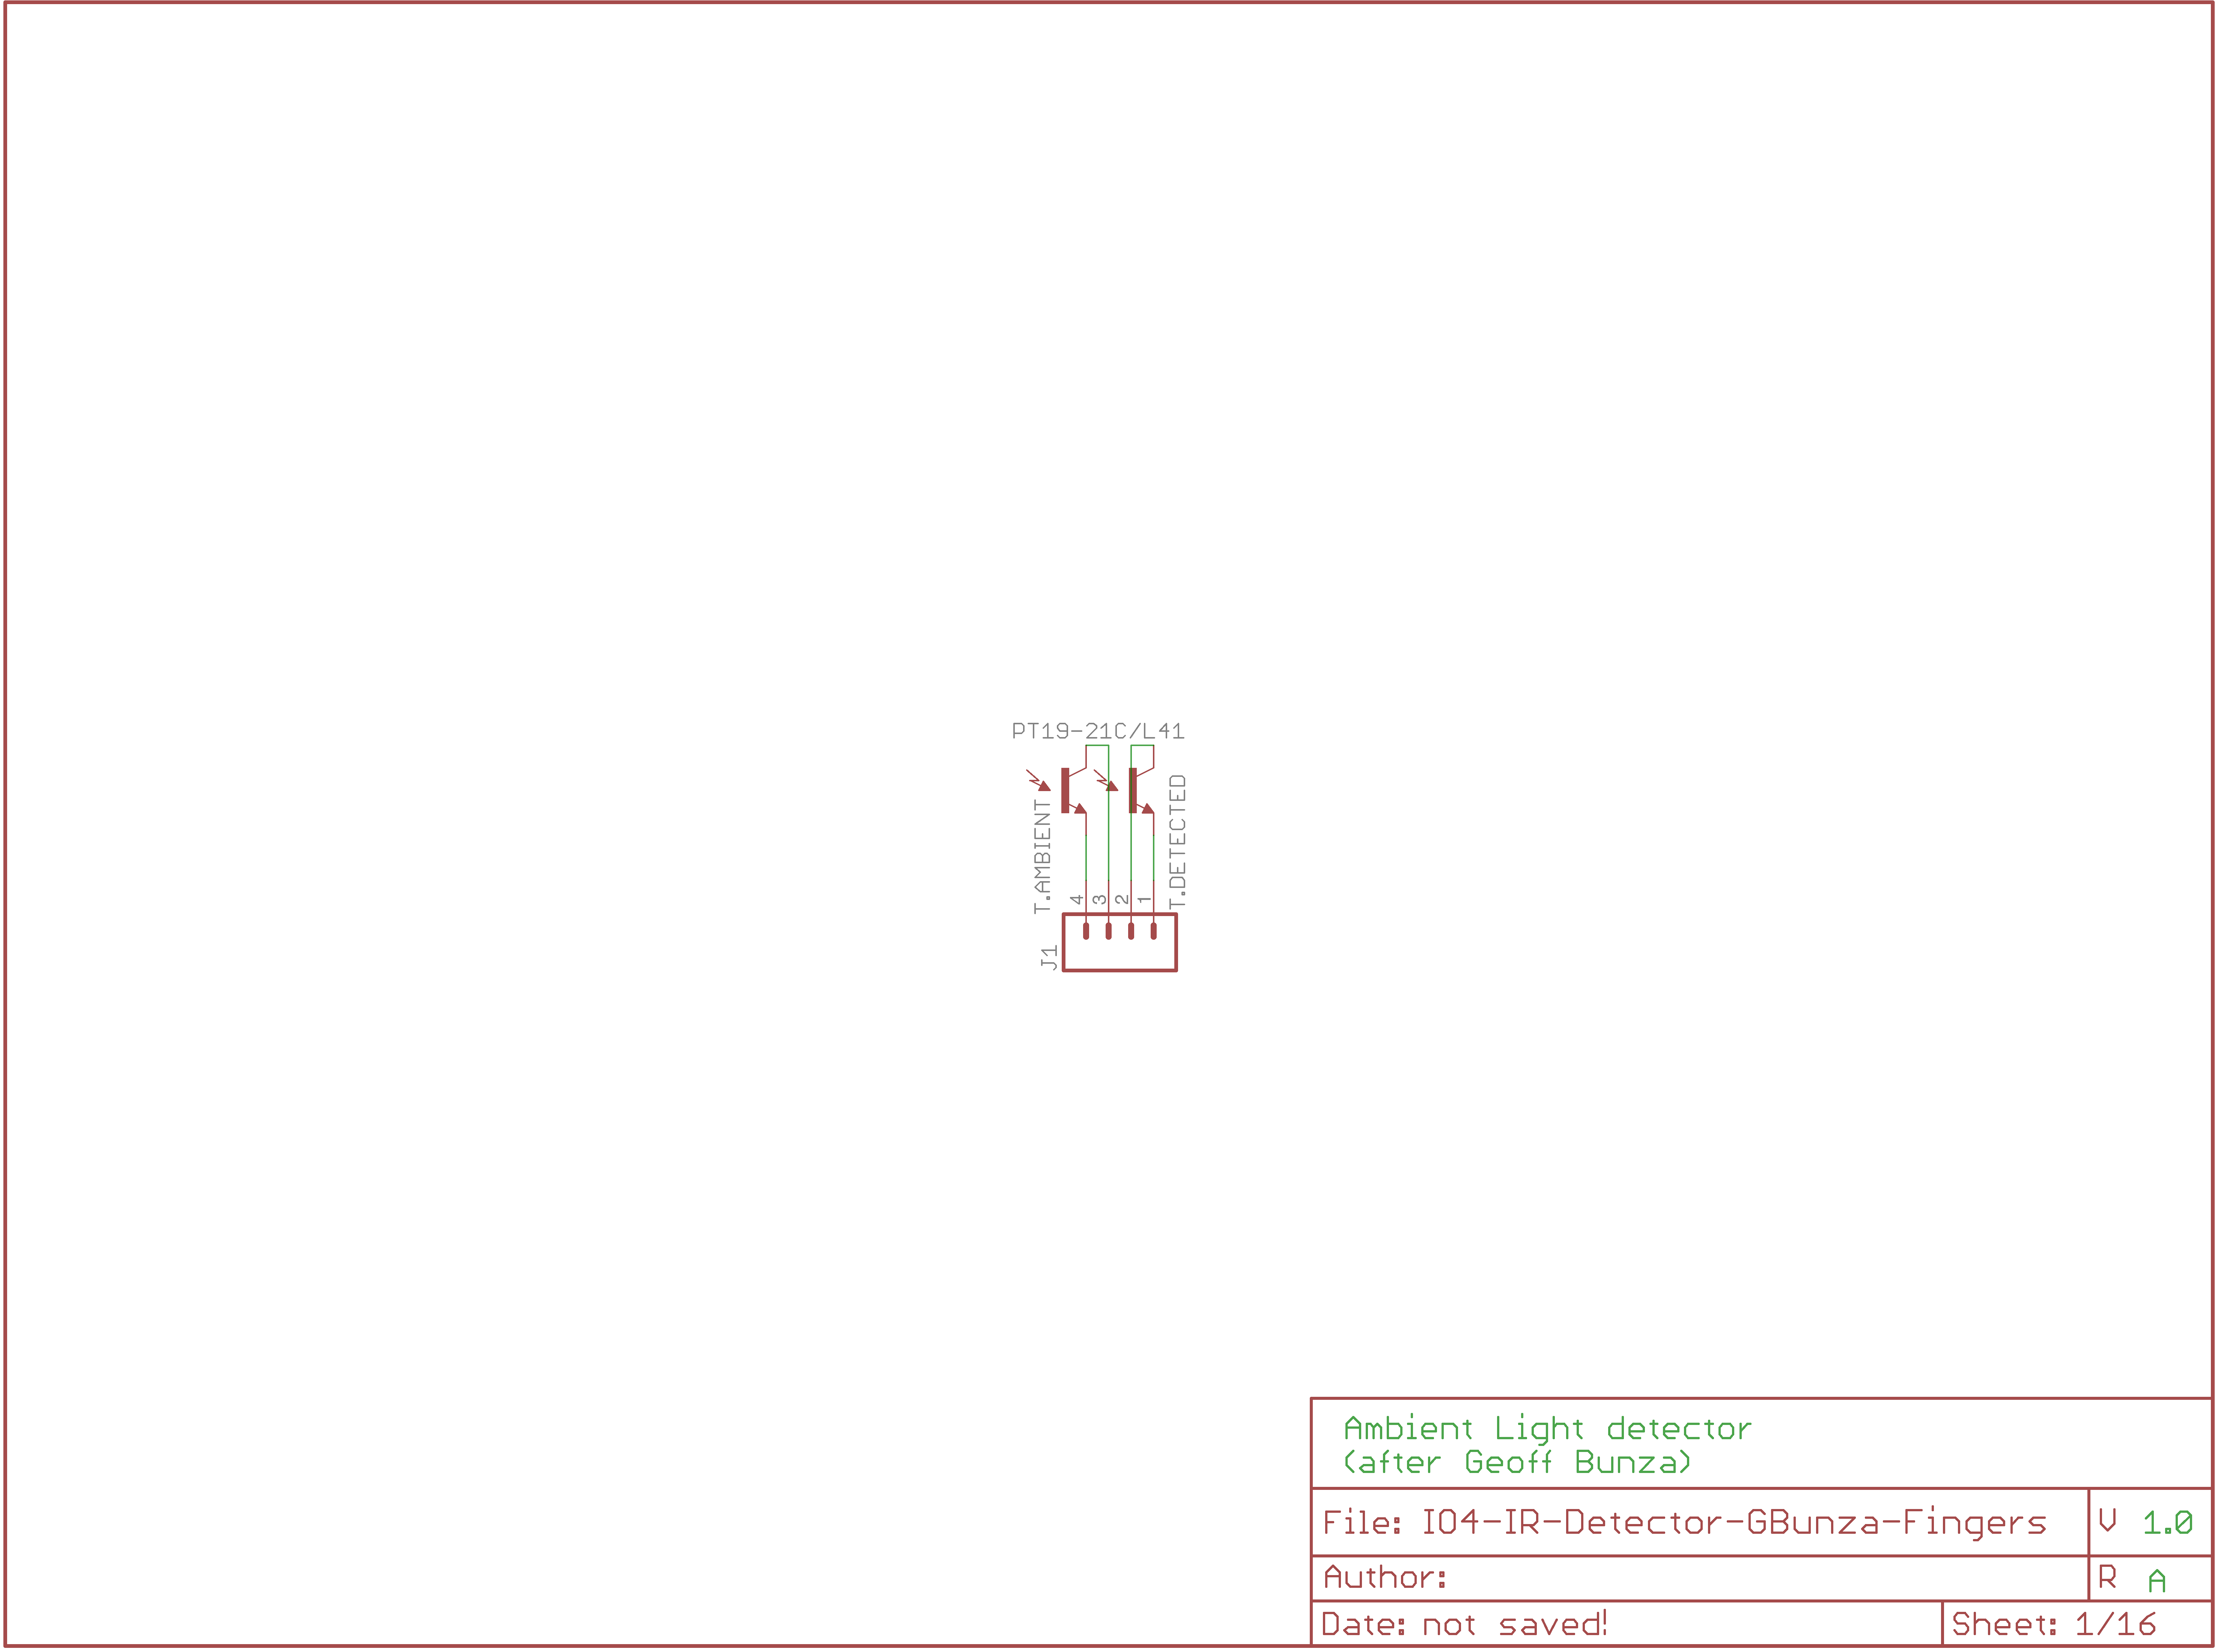 PT19-21C/L41
T.AMBIENT
T.DETECTED
4 3 2 1
J1
Ambient Light detector
(after Geoff Bunza)
File: IO4-IR-Detector-GBunza-Fingers
V 1.0
Author:
R A
Date: not saved!
Sheet: 1/16